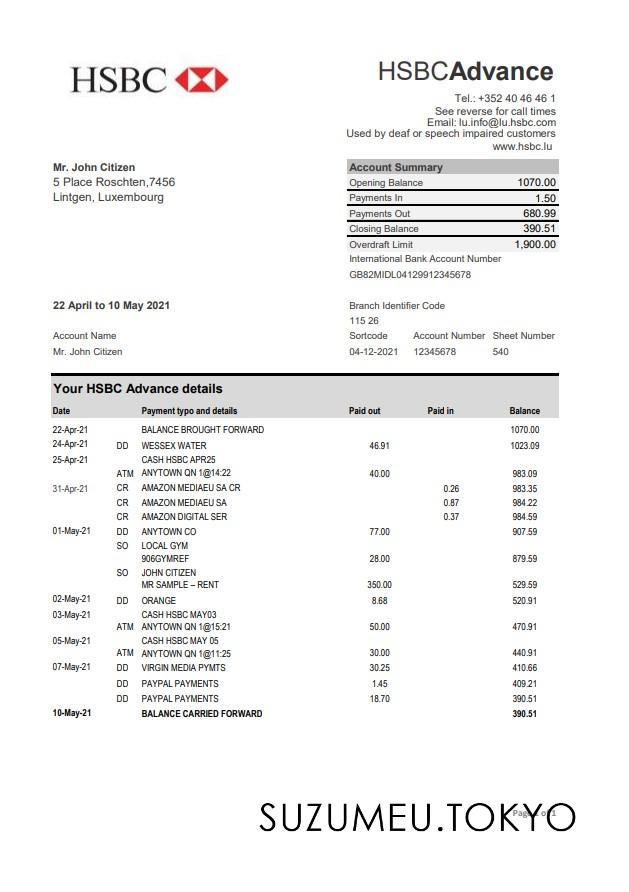 HSBC
HSBCAdvance
Tel.: +352 40 46 46 1
See reverse for call times
Email: lu.info@lu.hsbc.com
Used by deaf or speech impaired customers
www.hsbc.lu
Mr. John Citizen
5 Place Roschten,7456
Lintgen, Luxembourg
Account Summary
Opening Balance 1070.00
Payments In 1.50
Payments Out 680.99
Closing Balance 390.51
Overdraft Limit 1,900.00
International Bank Account Number
GB82MIDL04129912345678
22 April to 10 May 2021
Branch Identifier Code
115 26
Account Name Sortcode Account Number Sheet Number
Mr. John Citizen 04-12-2021 12345678 540
Your HSBC Advance details
Date Payment typo and details Paid out Paid in Balance
22-Apr-21 BALANCE BROUGHT FORWARD 1070.00
24-Apr-21 DD WESSEX WATER 46.91 1023.09
25-Apr-21 CASH HSBC APR25
ATM ANYTOWN QN 1@14:22 40.00 983.09
31-Apr-21 CR AMAZON MEDIAEU SA CR 0.26 983.35
CR AMAZON MEDIAEU SA 0.87 984.22
CR AMAZON DIGITAL SER 0.37 984.59
01-May-21 DD ANYTOWN CO 77.00 907.59
SO LOCAL GYM
906GYMREF 28.00 879.59
SO JOHN CITIZEN
MR SAMPLE – RENT 350.00 529.59
02-May-21 DD ORANGE 8.68 520.91
03-May-21 CASH HSBC MAY03
ATM ANYTOWN QN 1@15:21 50.00 470.91
05-May-21 CASH HSBC MAY 05
ATM ANYTOWN QN 1@11:25 30.00 440.91
07-May-21 DD VIRGIN MEDIA PYMTS 30.25 410.66
DD PAYPAL PAYMENTS 1.45 409.21
DD PAYPAL PAYMENTS 18.70 390.51
10-May-21 BALANCE CARRIED FORWARD 390.51
Page 1 of 1
SUZUMEU.TOKYO